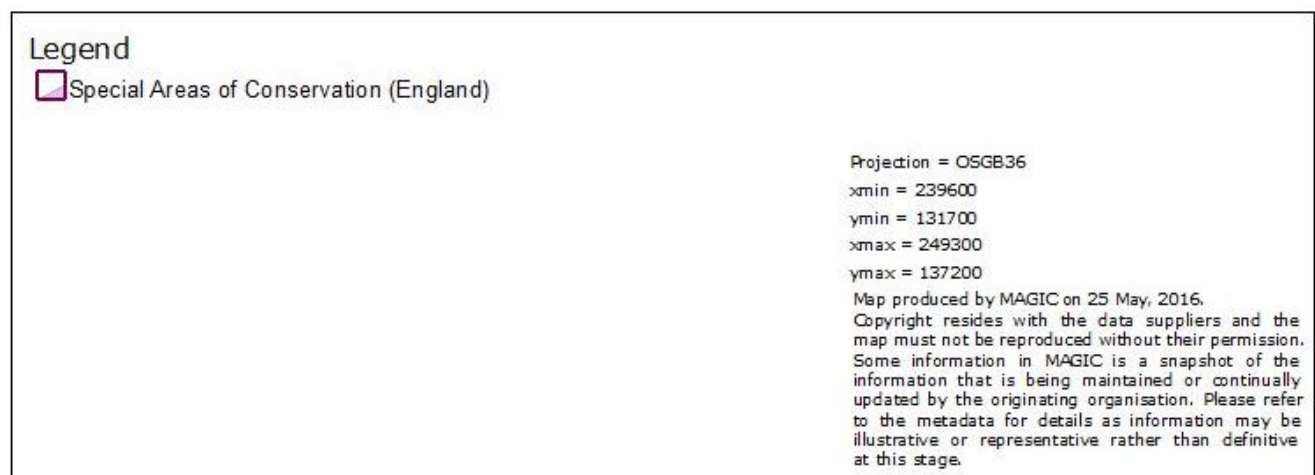 Legend
Special Areas of Conservation (England)
Projection = OSGB36
xmin = 239600
ymin = 131700
xmax = 249300
ymax = 137200
Map produced by MAGIC on 25 May, 2016.
Copyright resides with the data suppliers and the
map must not be reproduced without their permission.
Some information in MAGIC is a snapshot of the
information that is being maintained or continually
updated by the originating organisation. Please refer
to the metadata for details as information may be
illustrative or representative rather than definitive
at this stage.